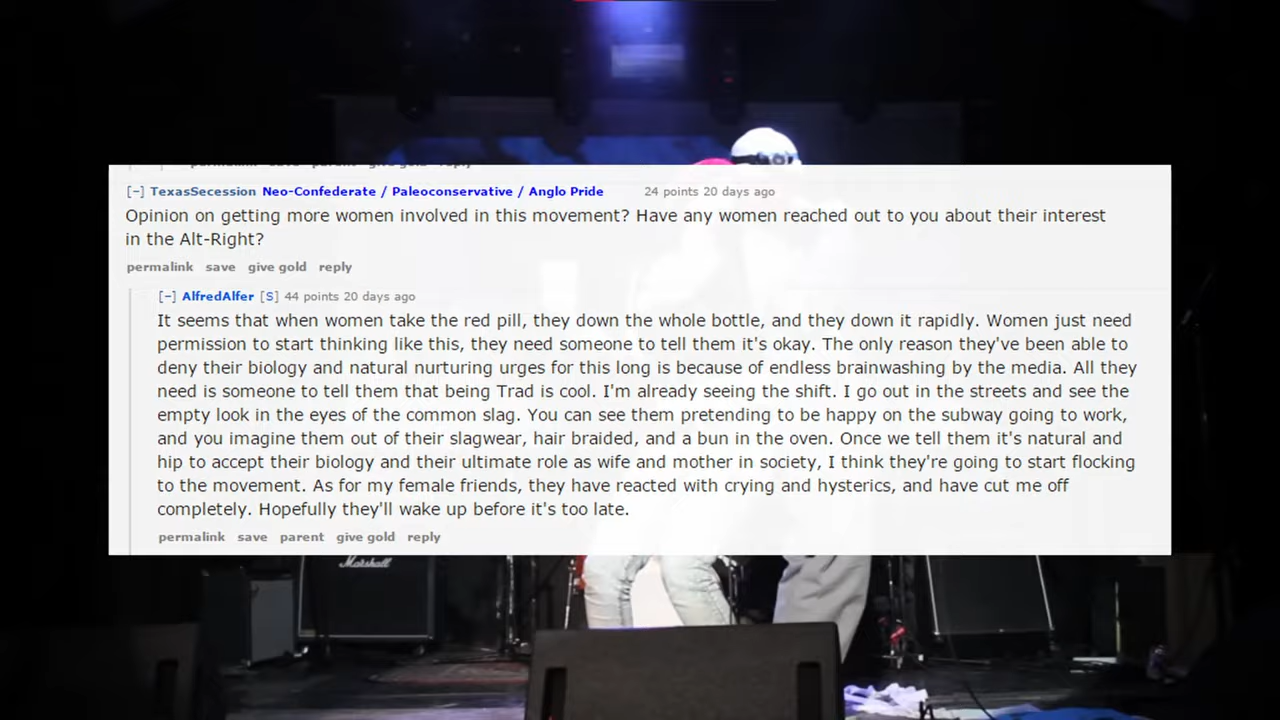 [−] TexasSecession Neo-Confederate / Paleoconservative / Anglo Pride 24 points 20 days ago
Opinion on getting more women involved in this movement? Have any women reached out to you about their interest
in the Alt-Right?
permalink save give gold reply
[−] AlfredAlfer [S] 44 points 20 days ago
It seems that when women take the red pill, they down the whole bottle, and they down it rapidly. Women just need
permission to start thinking like this, they need someone to tell them it's okay. The only reason they've been able to
deny their biology and natural nurturing urges for this long is because of endless brainwashing by the media. All they
need is someone to tell them that being Trad is cool. I'm already seeing the shift. I go out in the streets and see the
empty look in the eyes of the common slag. You can see them pretending to be happy on the subway going to work,
and you imagine them out of their slagwear, hair braided, and a bun in the oven. Once we tell them it's natural and
hip to accept their biology and their ultimate role as wife and mother in society, I think they're going to start flocking
to the movement. As for my female friends, they have reacted with crying and hysterics, and have cut me off
completely. Hopefully they'll wake up before it's too late.
permalink save parent give gold reply
Marshall